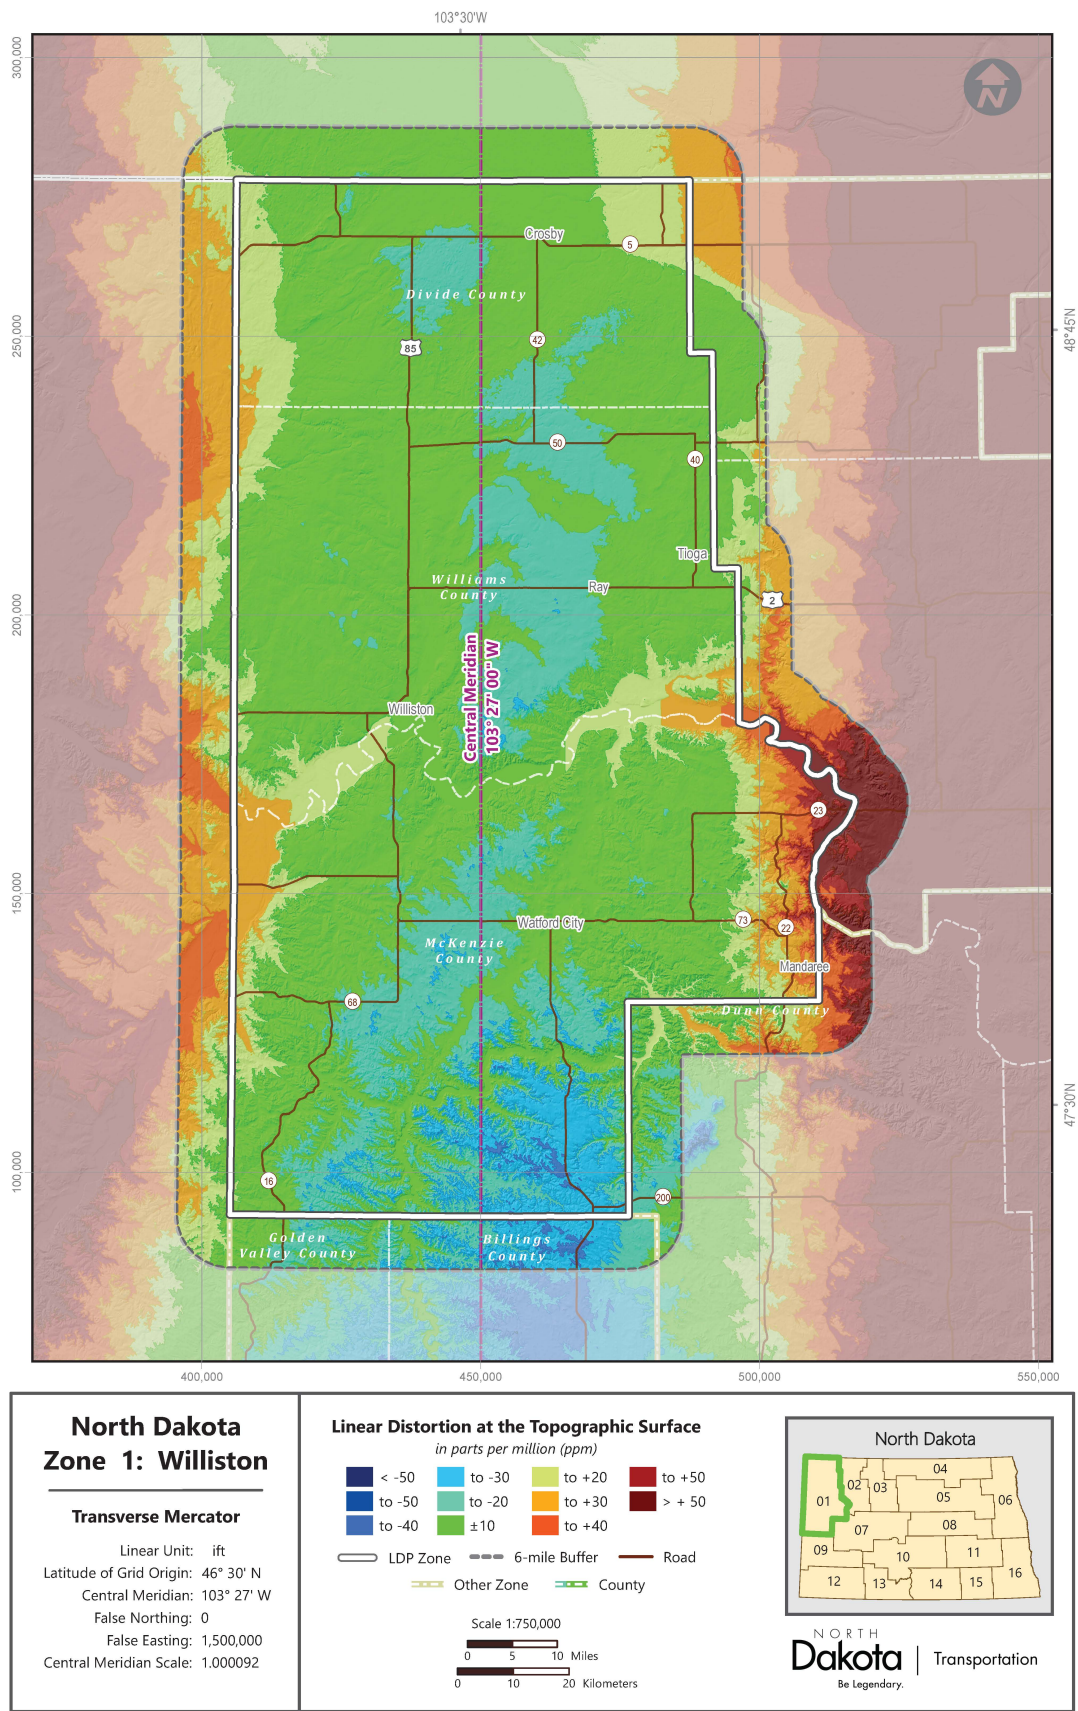 103°30'W
300,000
250,000
200,000
150,000
100,000
48°45'N
47°30'N
400,000
450,000
500,000
550,000
N
Crosby
5
Divide County
85
42
50
40
Tioga
Williams
County
Ray
2
Central Meridian
103° 27' 00" W
Williston
23
Watford City
73
22
McKenzie
County
Mandaree
68
Dunn County
16
200
Golden
Valley County
Billings
County
North Dakota
Zone 1: Williston
Transverse Mercator
Linear Unit: ift
Latitude of Grid Origin: 46° 30' N
Central Meridian: 103° 27' W
False Northing: 0
False Easting: 1,500,000
Central Meridian Scale: 1.000092
Linear Distortion at the Topographic Surface
in parts per million (ppm)
< -50 to -30 to +20 to +50
to -50 to -20 to +30 > + 50
to -40 ±10 to +40
LDP Zone 6-mile Buffer Road
Other Zone County
Scale 1:750,000
0 5 10 Miles
0 10 20 Kilometers
North Dakota
01
02
03
04
05
06
07
08
09
10
11
12
13
14
15
16
NORTH
Dakota | Transportation
Be Legendary.